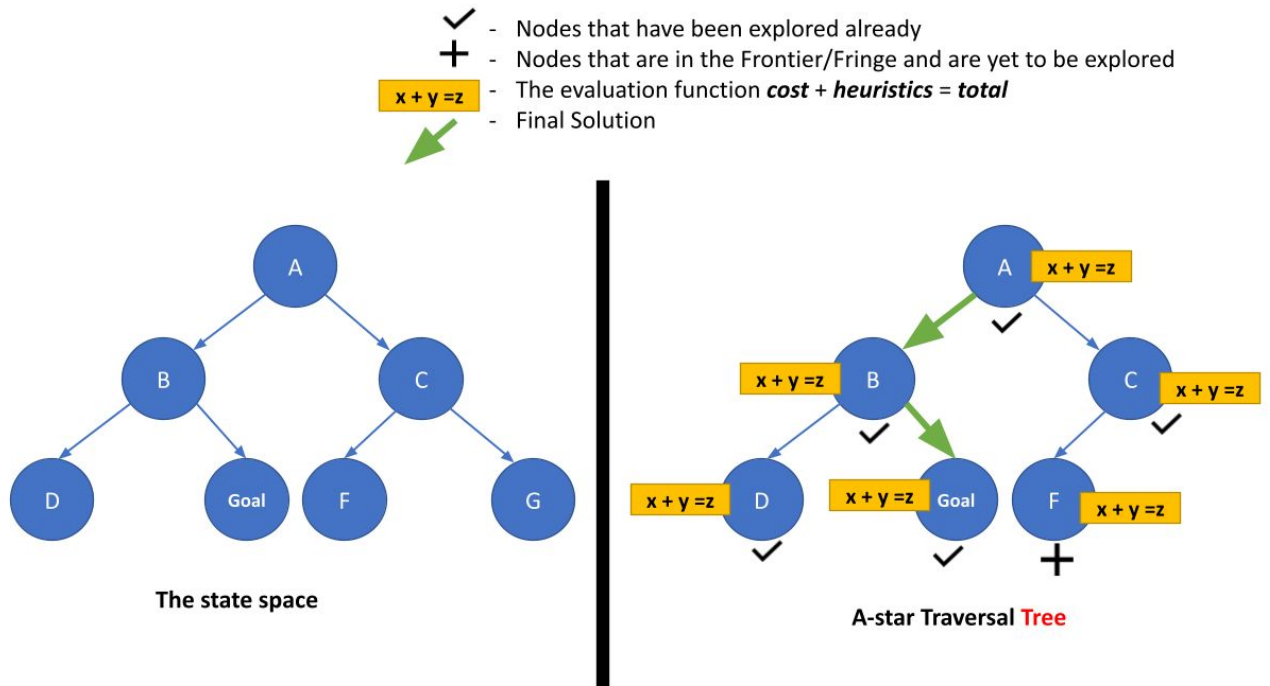 - Nodes that have been explored already
- Nodes that are in the Frontier/Fringe and are yet to be explored
x + y =z - The evaluation function cost + heuristics = total
- Final Solution
A
B
C
D
Goal
F
G
The state space
A
x + y =z
x + y =z
B
C
x + y =z
x + y =z
D
x + y =z
Goal
F
x + y =z
A-star Traversal Tree